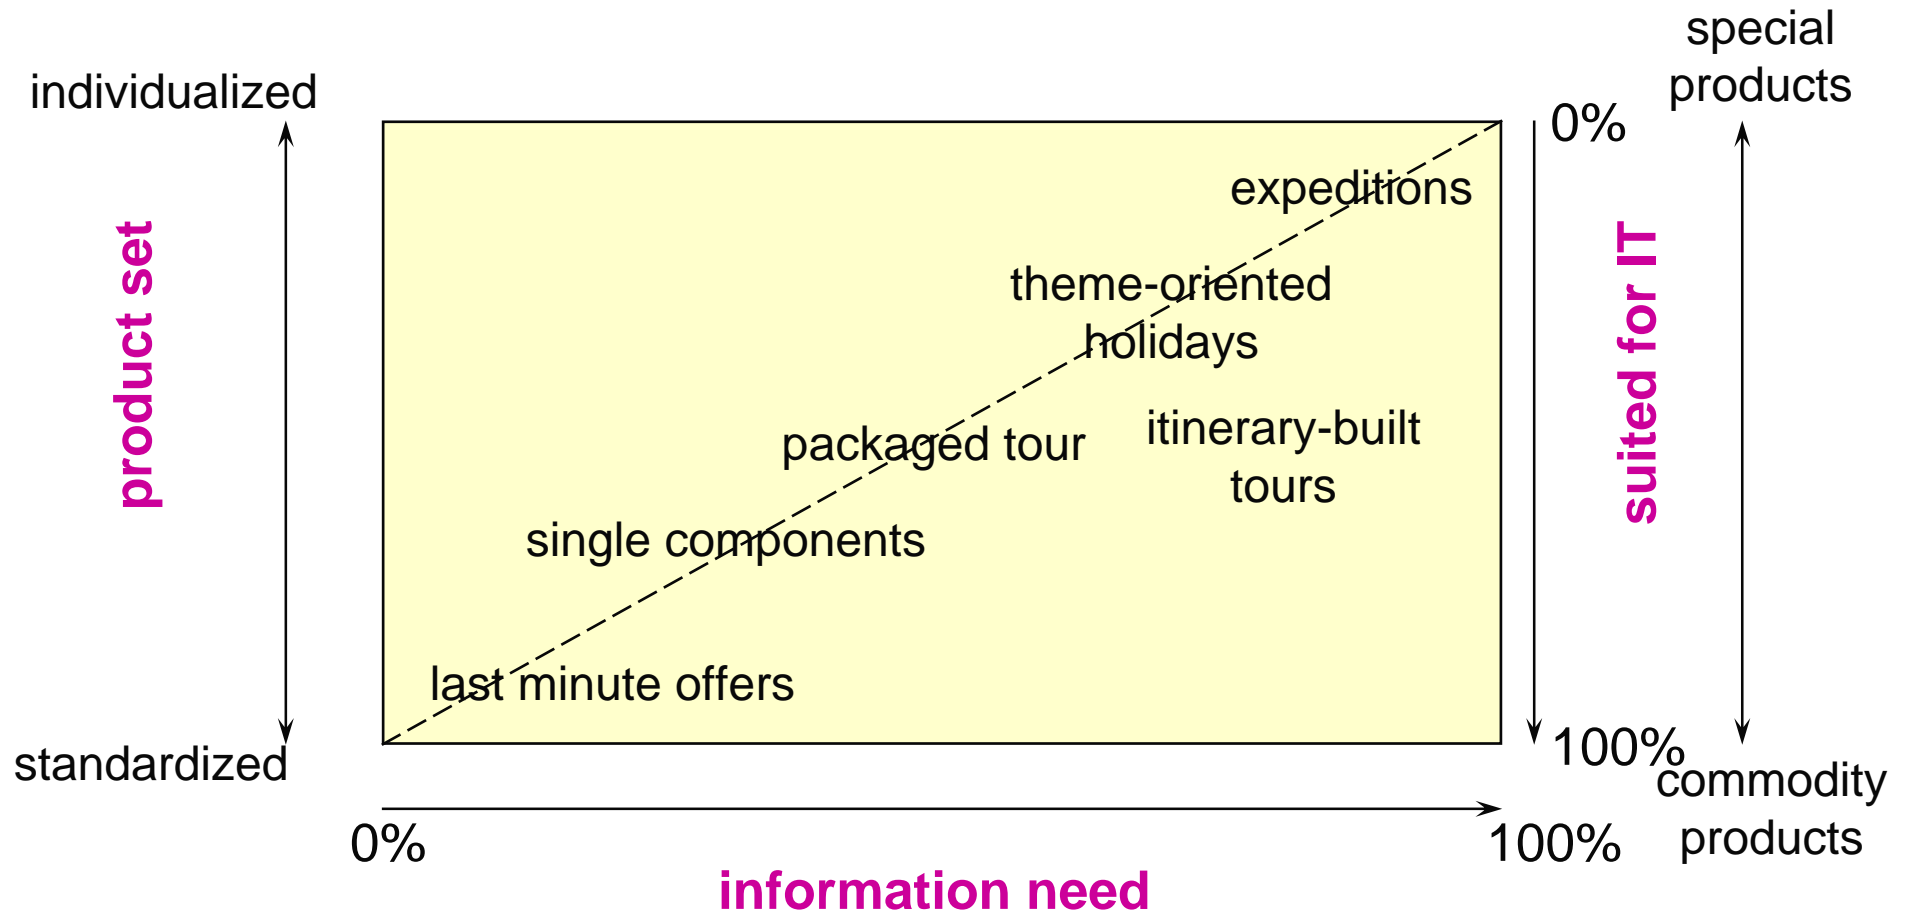 special
products
individualized
0%
expeditions
product set
suited for IT
theme-oriented
holidays
packaged tour
itinerary-built
tours
single components
last minute offers
standardized
100%
commodity
products
0%
100%
information need